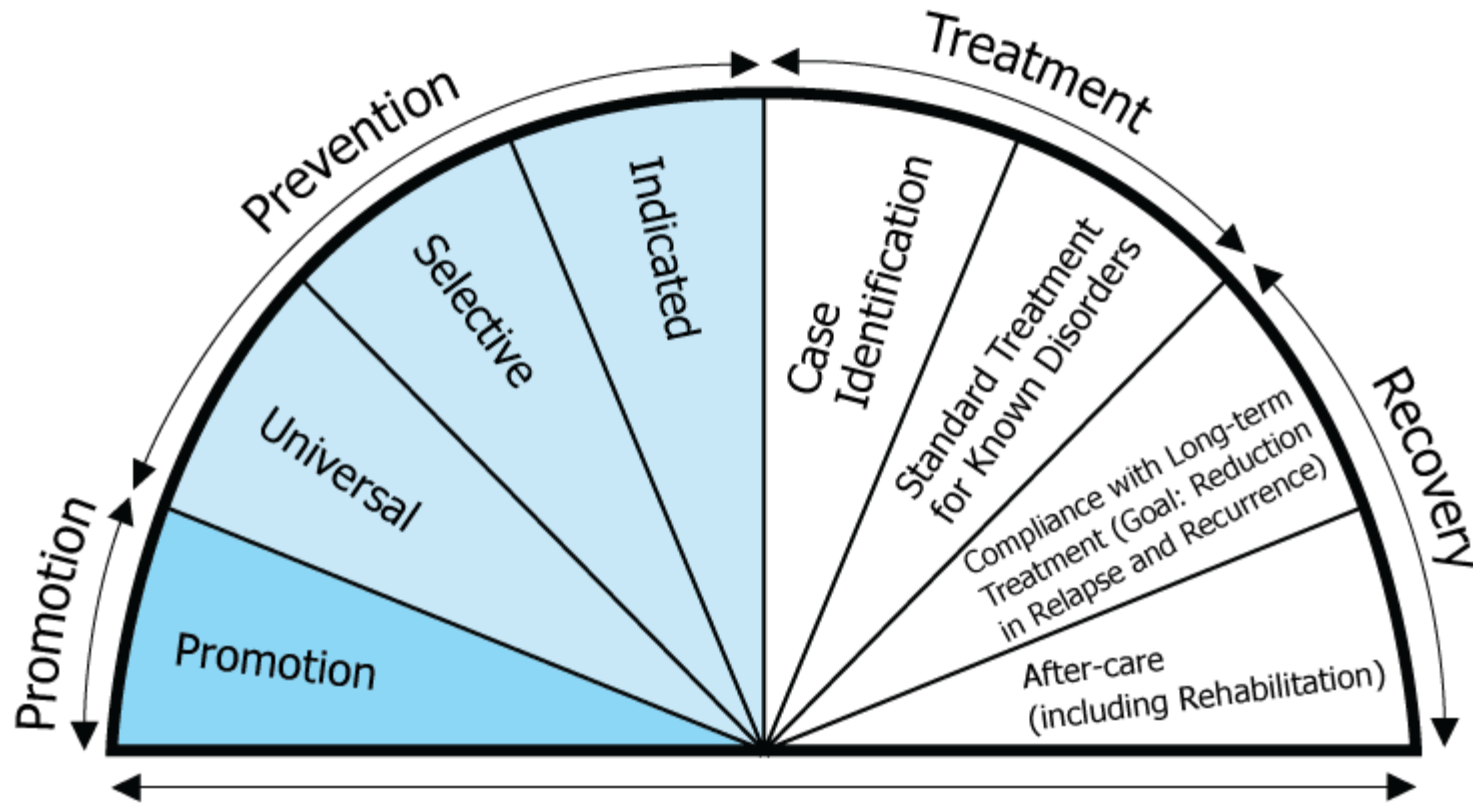 Promotion
Prevention
Treatment
Recovery
Promotion
Universal
Selective
Indicated
Case
Identification
Standard Treatment
for Known Disorders
Compliance with Long-term
Treatment (Goal: Reduction
in Relapse and Recurrence)
After-care
(including Rehabilitation)